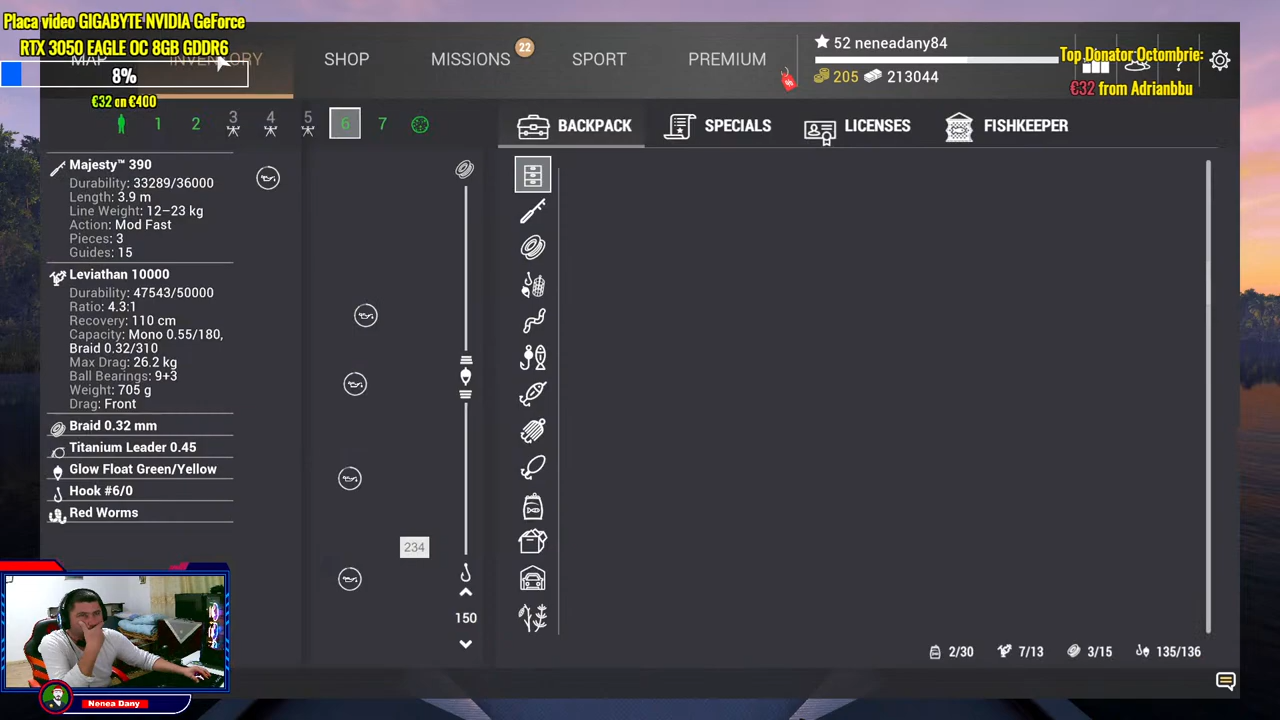 Placa video GIGABYTE NVIDIA GeForce
RTX 3050 EAGLE OC 8GB GDDR6
8%
€32 an €400
MAP
INVENTORY
SHOP
MISSIONS
22
SPORT
PREMIUM
52 neneadany84
205
213044
Top Donator Octombrie:
€32 from Adrianbbu
?
1
2
3
4
5
6
7
BACKPACK
SPECIALS
LICENSES
FISHKEEPER
Majesty™ 390
Durability: 33289/36000
Length: 3.9 m
Line Weight: 12–23 kg
Action: Mod Fast
Pieces: 3
Guides: 15
Leviathan 10000
Durability: 47543/50000
Ratio: 4.3:1
Recovery: 110 cm
Capacity: Mono 0.55/180,
Braid 0.32/310
Max Drag: 26.2 kg
Ball Bearings: 9+3
Weight: 705 g
Drag: Front
Braid 0.32 mm
Titanium Leader 0.45
Glow Float Green/Yellow
Hook #6/0
Red Worms
234
150
2/30
7/13
3/15
135/136
Nenea Dany